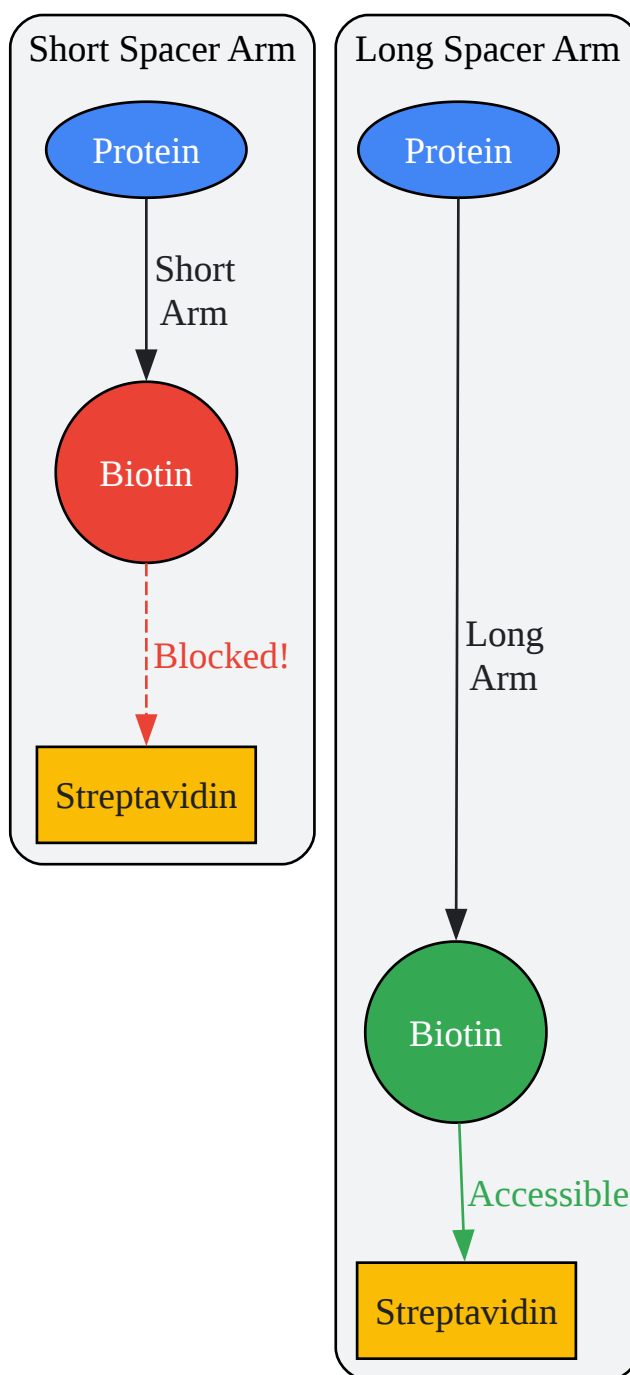 Short Spacer Arm
Protein
Short
Arm
Biotin
Blocked!
Streptavidin
Long Spacer Arm
Protein
Long
Arm
Biotin
Accessible
Streptavidin